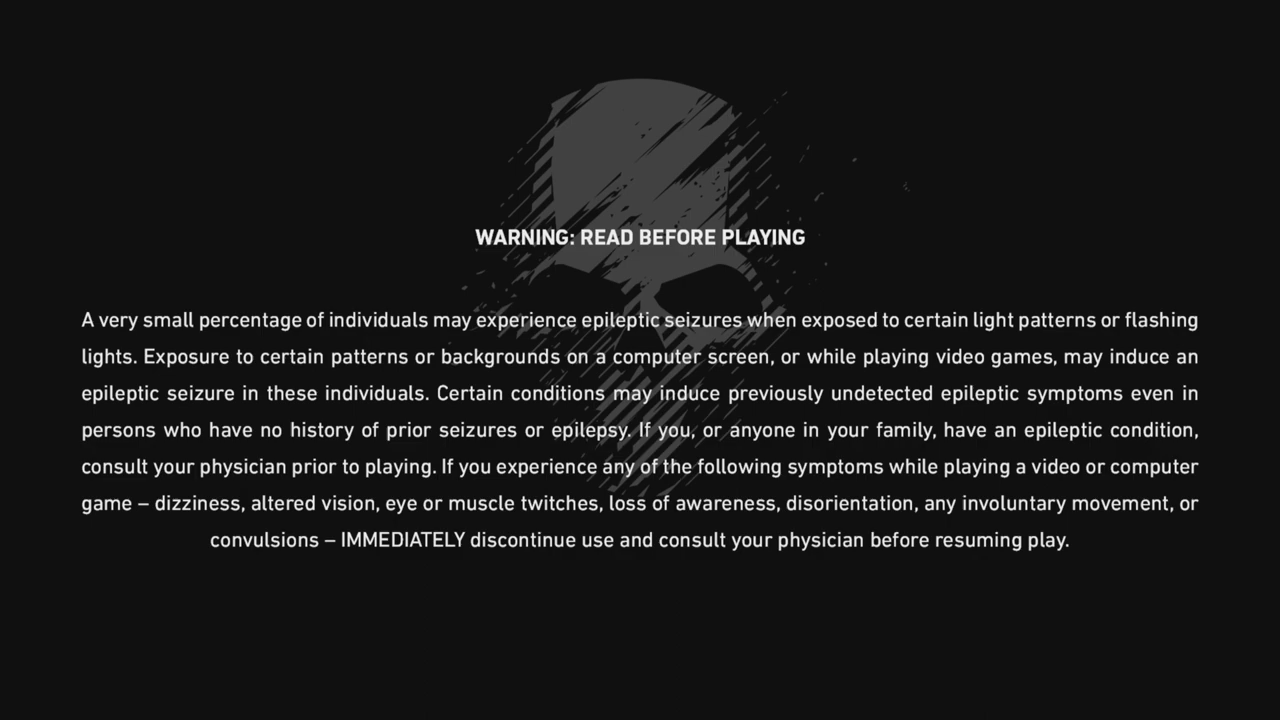 WARNING: READ BEFORE PLAYING
A very small percentage of individuals may experience epileptic seizures when exposed to certain light patterns or flashing
lights. Exposure to certain patterns or backgrounds on a computer screen, or while playing video games, may induce an
epileptic seizure in these individuals. Certain conditions may induce previously undetected epileptic symptoms even in
persons who have no history of prior seizures or epilepsy. If you, or anyone in your family, have an epileptic condition,
consult your physician prior to playing. If you experience any of the following symptoms while playing a video or computer
game – dizziness, altered vision, eye or muscle twitches, loss of awareness, disorientation, any involuntary movement, or
convulsions – IMMEDIATELY discontinue use and consult your physician before resuming play.